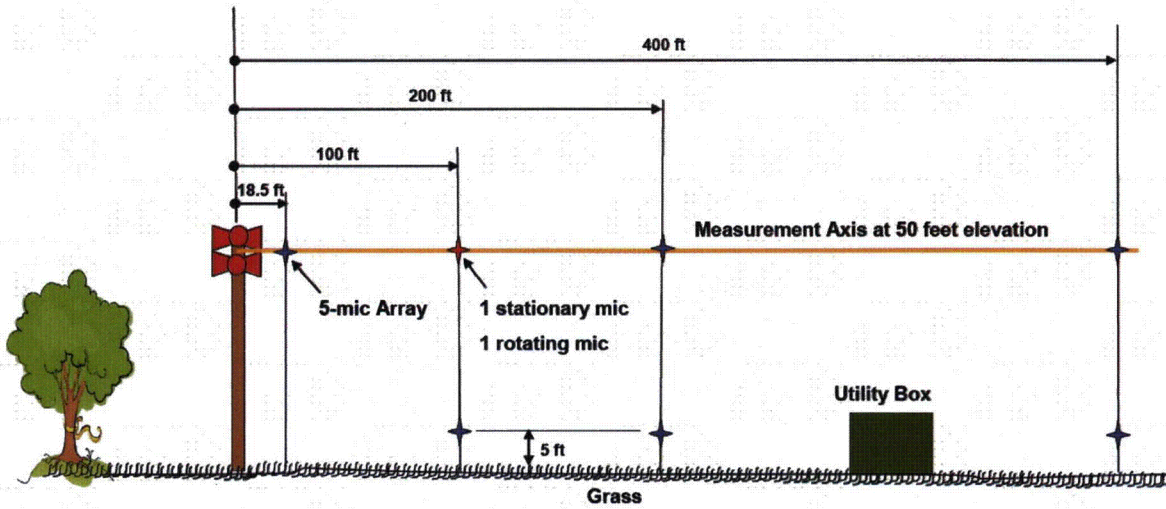 400 ft
200 ft
100 ft
18.5 ft
Measurement Axis at 50 feet elevation
5-mic Array
1 stationary mic
1 rotating mic
Utility Box
5 ft
Grass